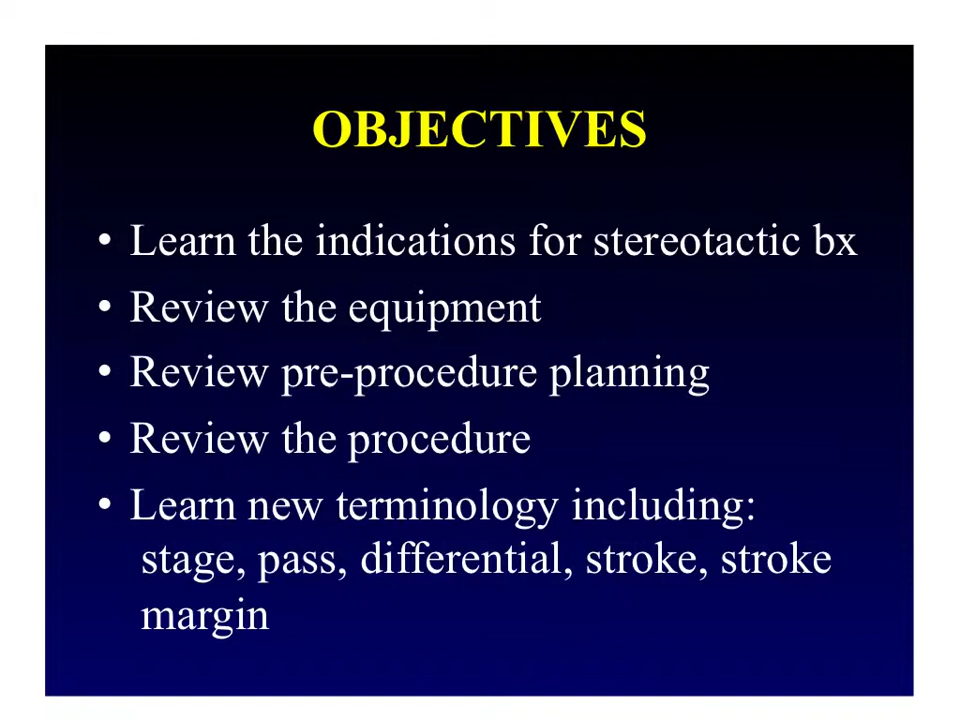 OBJECTIVES
• Learn the indications for stereotactic bx
• Review the equipment
• Review pre-procedure planning
• Review the procedure
• Learn new terminology including:
stage, pass, differential, stroke, stroke
margin